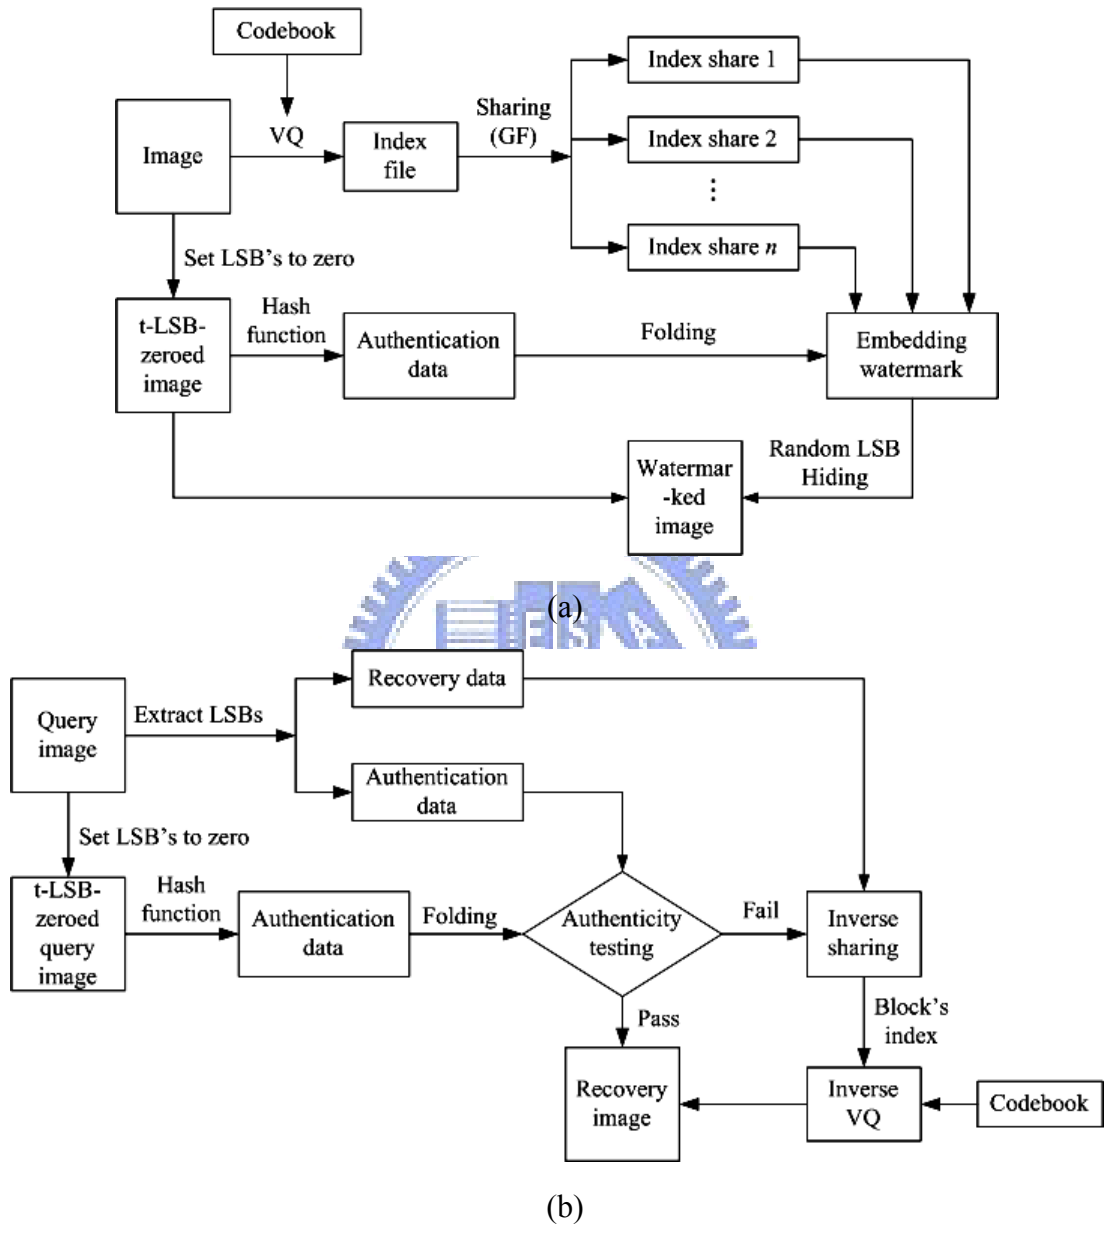 Codebook
Index share 1
Image
VQ
Index
file
Sharing
(GF)
Index share 2
⋮
Index share n
Set LSB's to zero
t-LSB-
zeroed
image
Hash
function
Authentication
data
Folding
Embedding
watermark
Random LSB
Hiding
Watermar
-ked
image
(a)
Query
image
Extract LSBs
Recovery data
Authentication
data
Set LSB's to zero
t-LSB-
zeroed
query
image
Hash
function
Authentication
data
Folding
Authenticity
testing
Fail
Inverse
sharing
Pass
Block's
index
Recovery
image
Inverse
VQ
Codebook
(b)